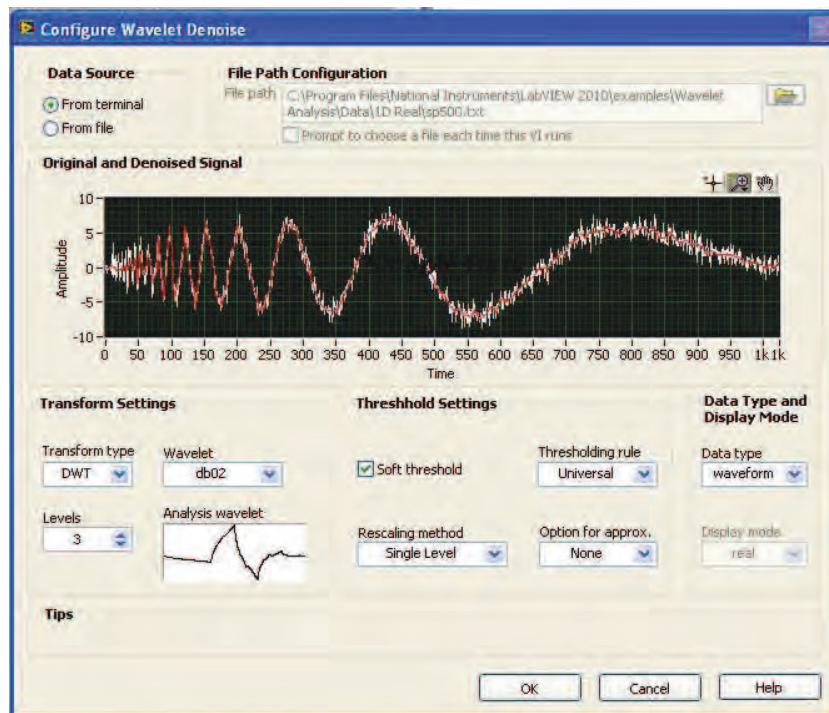 Configure Wavelet Denoise
Data Source
From terminal
From file
File Path Configuration
File path
C:\Program Files\National Instruments\LabVIEW 2010\examples\Wavelet
Analysis\Data\1D Real\sp500.txt
Prompt to choose a file each time this VI runs
Original and Denoised Signal
Amplitude
10
5
0
-5
-10
0 50 100 150 200 250 300 350 400 450 500 550 600 650 700 750 800 850 900 950 1k 1k
Time
Transform Settings
Transform type
DWT
Wavelet
db02
Levels
3
Analysis wavelet
Threshhold Settings
Soft threshold
Thresholding rule
Universal
Rescaling method
Single Level
Option for approx.
None
Data Type and
Display Mode
Data type
waveform
Display mode
real
Tips
OK
Cancel
Help